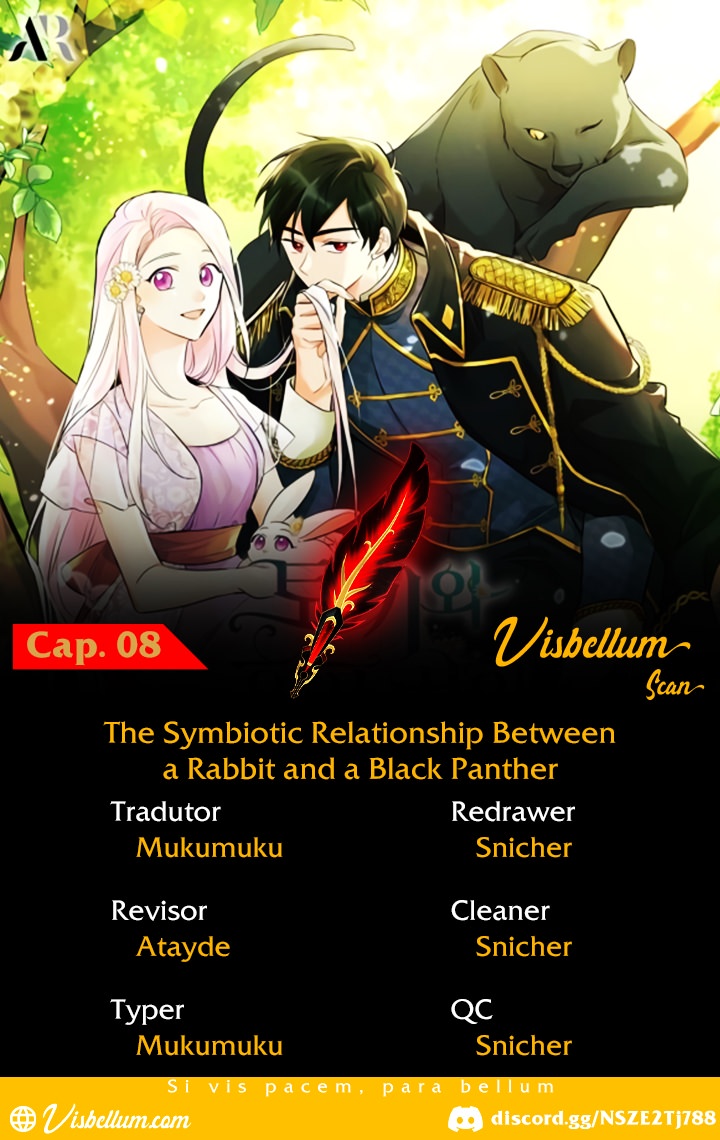 AR
Cap. 08
Visbellum
Scan
The Symbiotic Relationship Between
a Rabbit and a Black Panther
Tradutor
Mukumuku
Redrawer
Snicher
Revisor
Atayde
Cleaner
Snicher
Typer
Mukumuku
QC
Snicher
Si vis pacem, para bellum
Visbellum.com
discord.gg/NSZE2Tj788